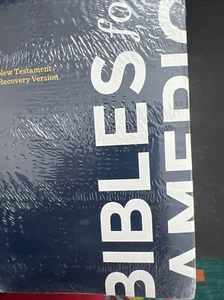 New Testament
Recovery Version
BIBLES for
AMERIC